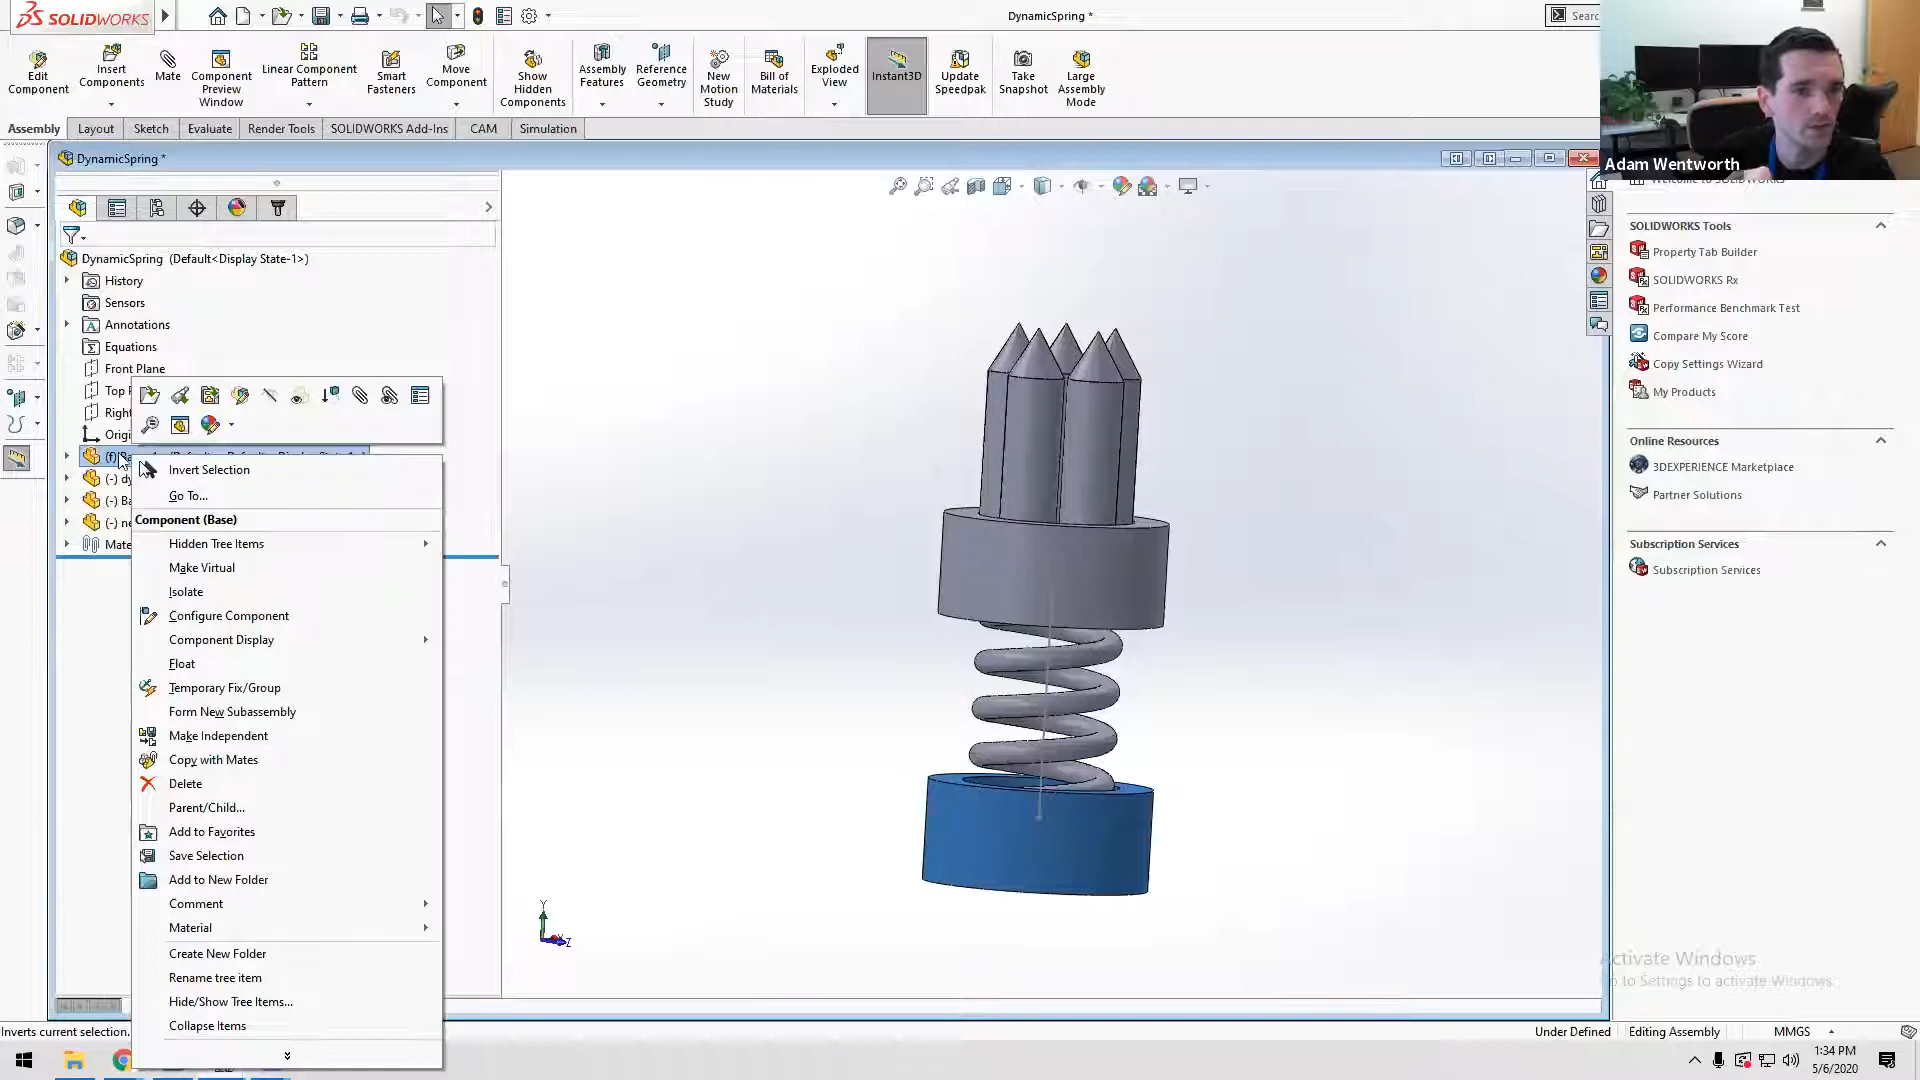 SOLIDWORKS
DynamicSpring *
Searc
Edit Component
Insert Components
Mate
Component Preview Window
Linear Component Pattern
Smart Fasteners
Move Component
Show Hidden Components
Assembly Features
Reference Geometry
New Motion Study
Bill of Materials
Exploded View
Instant3D
Update Speedpak
Take Snapshot
Large Assembly Mode
Assembly
Layout
Sketch
Evaluate
Render Tools
SOLIDWORKS Add-Ins
CAM
Simulation
Adam Wentworth
DynamicSpring *
DynamicSpring (Default<Display State-1>)
History
Sensors
Annotations
Equations
Front Plane
Top
Right
Origi
(f)
(-) dy
(-) Ba
(-) ne
Mate
Invert Selection
Go To...
Component (Base)
Hidden Tree Items
Make Virtual
Isolate
Configure Component
Component Display
Float
Temporary Fix/Group
Form New Subassembly
Make Independent
Copy with Mates
Delete
Parent/Child...
Add to Favorites
Save Selection
Add to New Folder
Comment
Material
Create New Folder
Rename tree item
Hide/Show Tree Items...
Collapse Items
Y
Z
SOLIDWORKS Tools
Property Tab Builder
SOLIDWORKS Rx
Performance Benchmark Test
Compare My Score
Copy Settings Wizard
My Products
Online Resources
3DEXPERIENCE Marketplace
Partner Solutions
Subscription Services
Subscription Services
Activate Windows
Go to Settings to activate Windows.
Inverts current selection.
Under Defined
Editing Assembly
MMGS
1:34 PM
5/6/2020